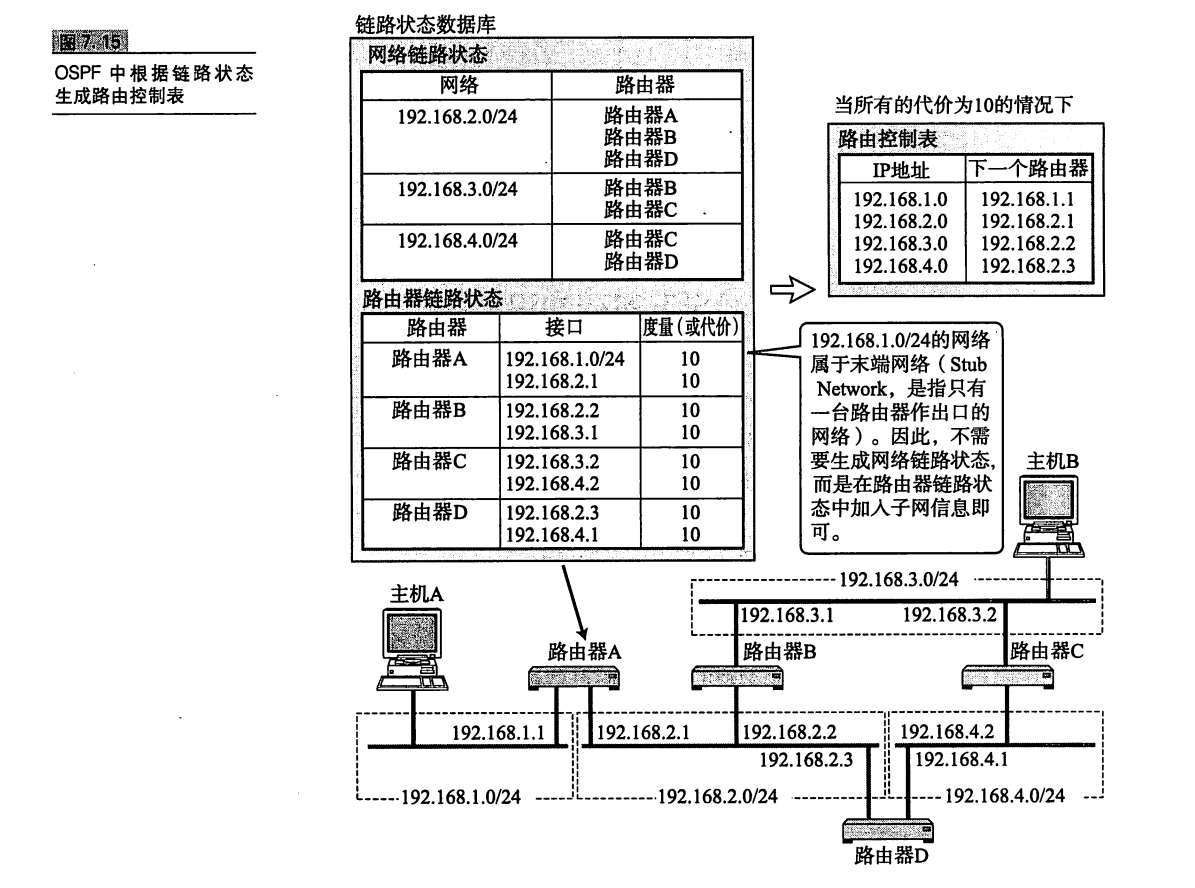 图7.15
OSPF 中根据链路状态
生成路由控制表
链路状态数据库
网络链路状态
网络 路由器
192.168.2.0/24 路由器A
路由器B
路由器D
192.168.3.0/24 路由器B
路由器C
192.168.4.0/24 路由器C
路由器D
路由器链路状态
路由器 接口 度量(或代价)
路由器A 192.168.1.0/24 10
192.168.2.1 10
路由器B 192.168.2.2 10
192.168.3.1 10
路由器C 192.168.3.2 10
192.168.4.2 10
路由器D 192.168.2.3 10
192.168.4.1 10
当所有的代价为10的情况下
路由控制表
IP地址 下一个路由器
192.168.1.0 192.168.1.1
192.168.2.0 192.168.2.1
192.168.3.0 192.168.2.2
192.168.4.0 192.168.2.3
192.168.1.0/24的网络
属于末端网络（Stub
Network，是指只有
一台路由器作出口的
网络）。因此，不需
要生成网络链路状态,
而是在路由器链路状
态中加入子网信息即
可。
主机B
192.168.3.0/24
主机A
192.168.3.1 192.168.3.2
路由器A 路由器B 路由器C
192.168.1.1 192.168.2.1 192.168.2.2 192.168.4.2
192.168.2.3 192.168.4.1
192.168.1.0/24 192.168.2.0/24 192.168.4.0/24
路由器D